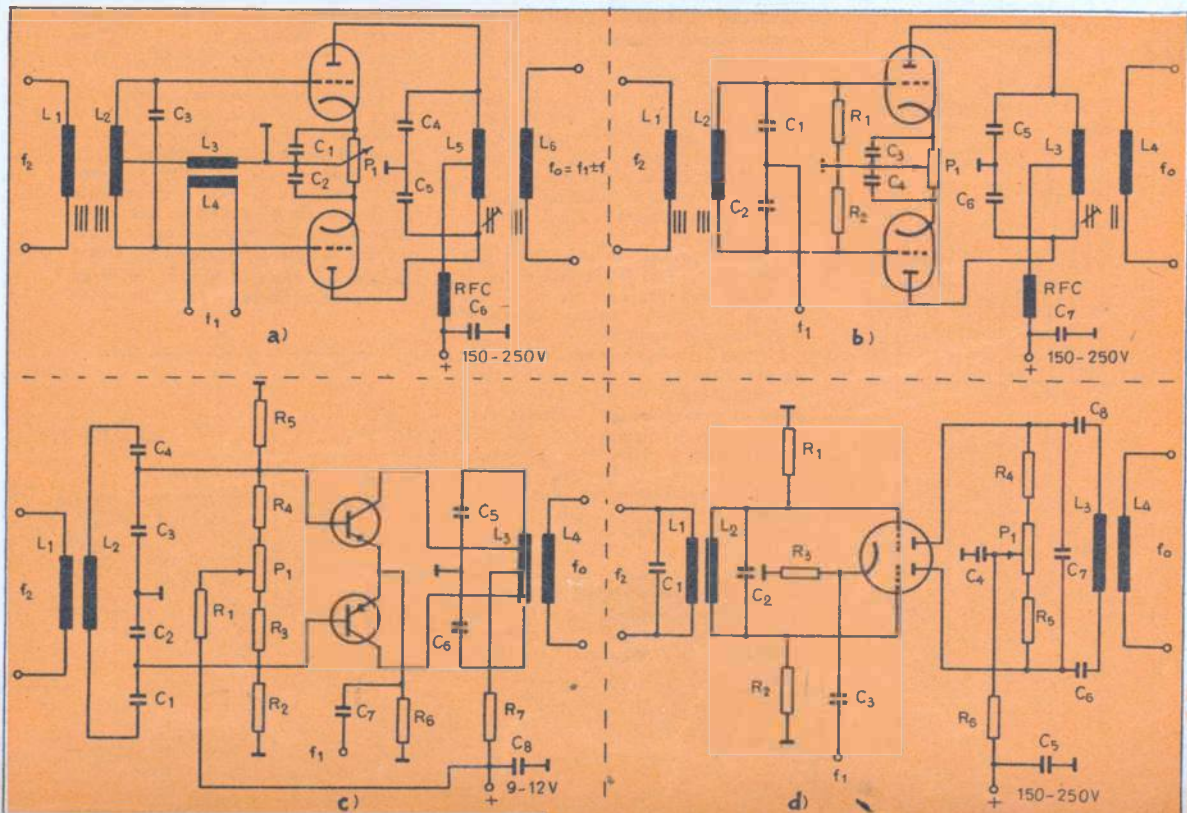 L1
L2
C3
L3
L4
f2
f1
C1
C2
P1
C4
C5
L5
L6
fo = f1 ± f
RFC
C6
150-250V
+
a)
L1
L2
f2
C1
C2
R1
R2
C3
C4
P1
C5
C6
L3
L4
fo
RFC
C7
150-250V
+
f1
b)
R5
C4
R4
C3
L1
L2
f2
P1
R1
C2
R3
C1
R2
C5
C6
L3
L4
fo
C7
R6
R7
C8
f1
9-12V
+
c)
R1
L1
L2
f2
C1
C2
R3
R2
C3
f1
R4
P1
C4
R5
C7
C8
L3
L4
fo
C6
R6
C5
150-250V
+
d)